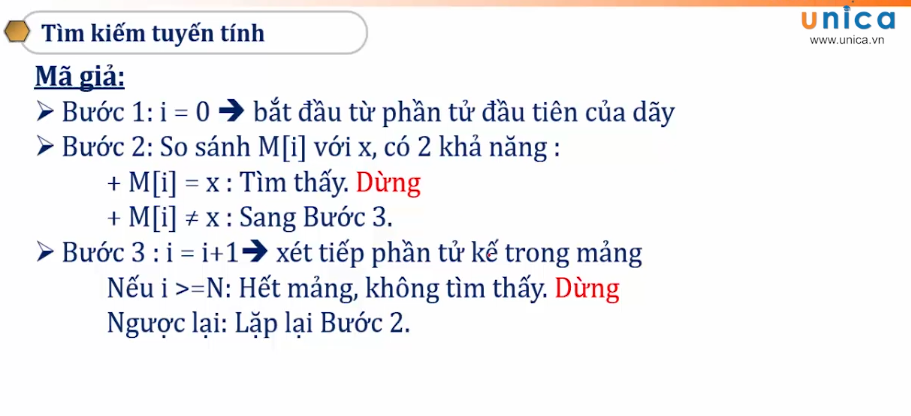 Tìm kiếm tuyến tính
unica
www.unica.vn
Mã giả:
➢ Bước 1: i = 0 ➔ bắt đầu từ phần tử đầu tiên của dãy
➢ Bước 2: So sánh M[i] với x, có 2 khả năng :
+ M[i] = x : Tìm thấy. Dừng
+ M[i] ≠ x : Sang Bước 3.
➢ Bước 3 : i = i+1➔ xét tiếp phần tử kế trong mảng
Nếu i >=N: Hết mảng, không tìm thấy. Dừng
Ngược lại: Lặp lại Bước 2.